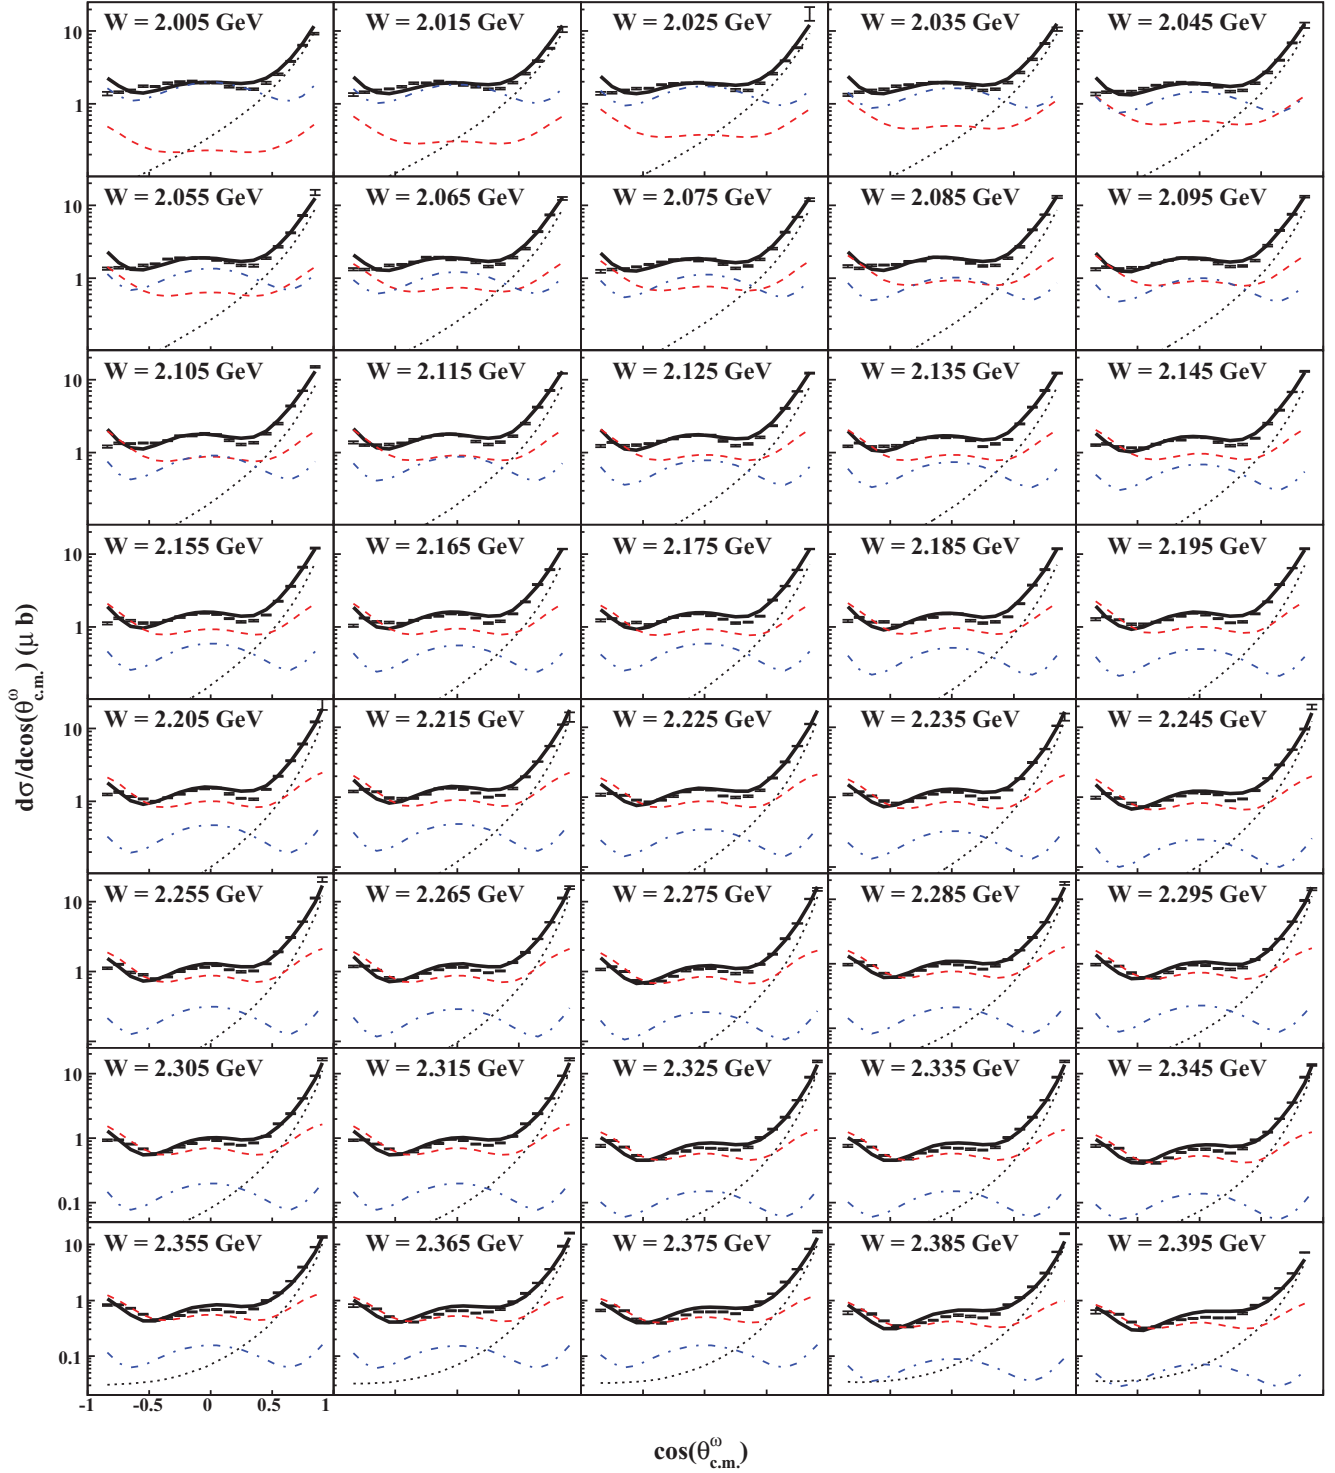 W = 2.005 GeV W = 2.015 GeV W = 2.025 GeV W = 2.035 GeV W = 2.045 GeV
10
1
W = 2.055 GeV W = 2.065 GeV W = 2.075 GeV W = 2.085 GeV W = 2.095 GeV
10
1
W = 2.105 GeV W = 2.115 GeV W = 2.125 GeV W = 2.135 GeV W = 2.145 GeV
10
1
W = 2.155 GeV W = 2.165 GeV W = 2.175 GeV W = 2.185 GeV W = 2.195 GeV
10
1
dσ/dcos(θ^ω_c.m.) (μ b)
W = 2.205 GeV W = 2.215 GeV W = 2.225 GeV W = 2.235 GeV W = 2.245 GeV
10
1
W = 2.255 GeV W = 2.265 GeV W = 2.275 GeV W = 2.285 GeV W = 2.295 GeV
10
1
W = 2.305 GeV W = 2.315 GeV W = 2.325 GeV W = 2.335 GeV W = 2.345 GeV
10
1
0.1
W = 2.355 GeV W = 2.365 GeV W = 2.375 GeV W = 2.385 GeV W = 2.395 GeV
10
1
0.1
-1 -0.5 0 0.5 1
cos(θ^ω_c.m.)